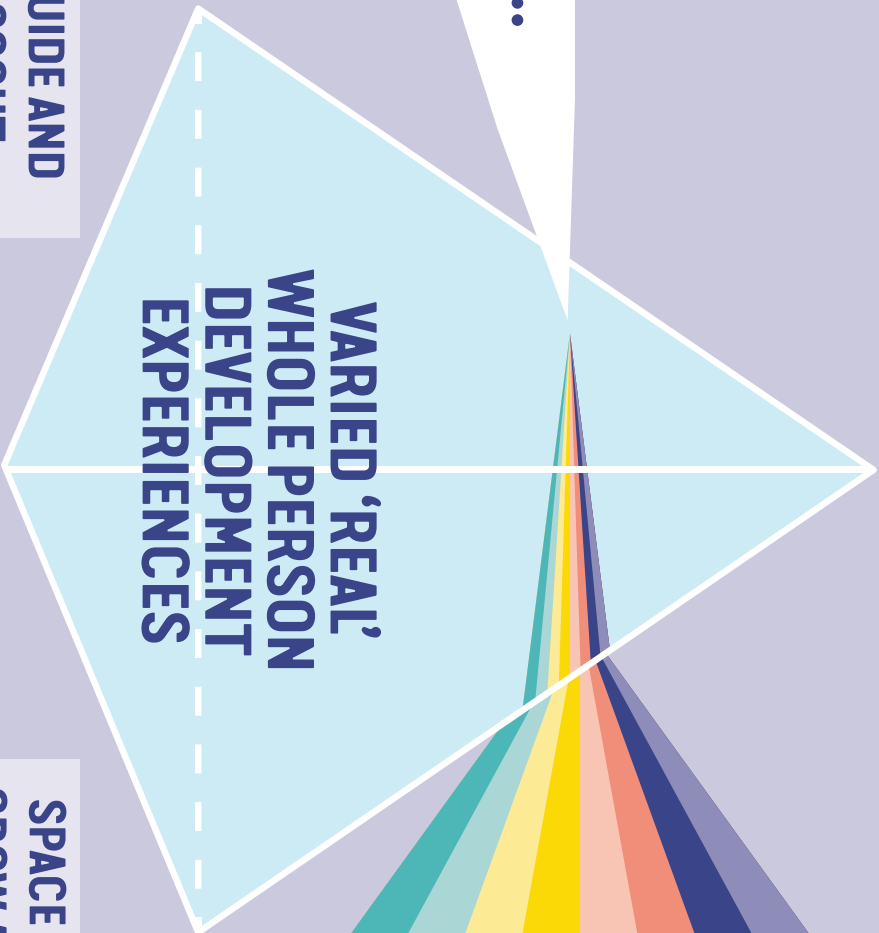 UIDE AND
VARIED ‘REAL’
WHOLE PERSON
DEVELOPMENT
EXPERIENCES
SPACE